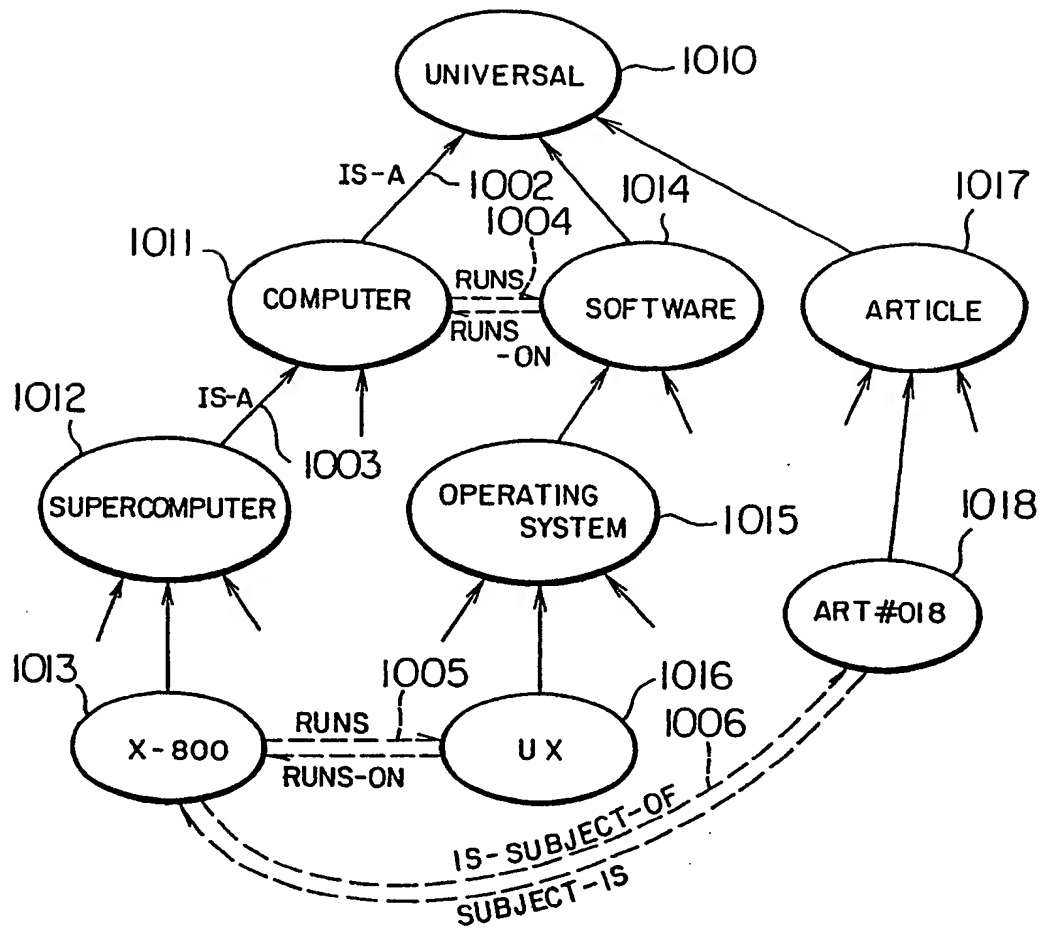 UNIVERSAL
1010
IS-A
1002
1004
1014
1017
1011
COMPUTER
RUNS
RUNS
-ON
SOFTWARE
ARTICLE
1012
IS-A
1003
SUPERCOMPUTER
OPERATING
SYSTEM
1015
1018
ART#018
1013
X-800
RUNS
1005
RUNS-ON
UX
1016
1006
IS-SUBJECT-OF
SUBJECT-IS